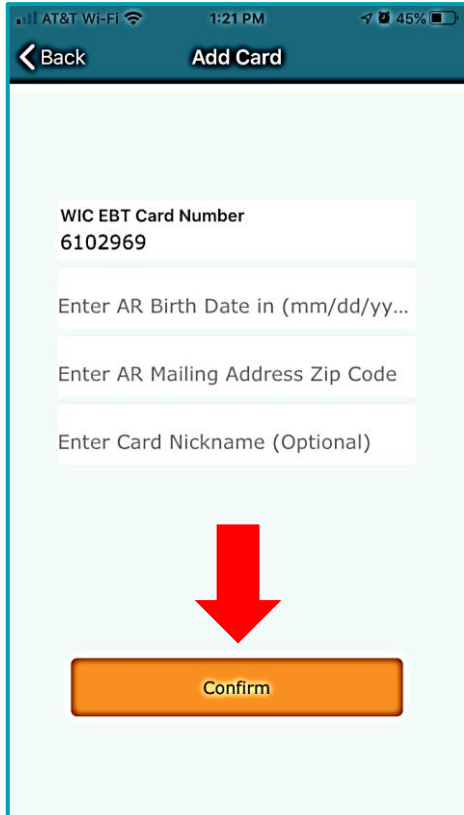 AT&T Wi-Fi 1:21 PM 45%
Back Add Card
WIC EBT Card Number
6102969
Enter AR Birth Date in (mm/dd/yy...
Enter AR Mailing Address Zip Code
Enter Card Nickname (Optional)
Confirm